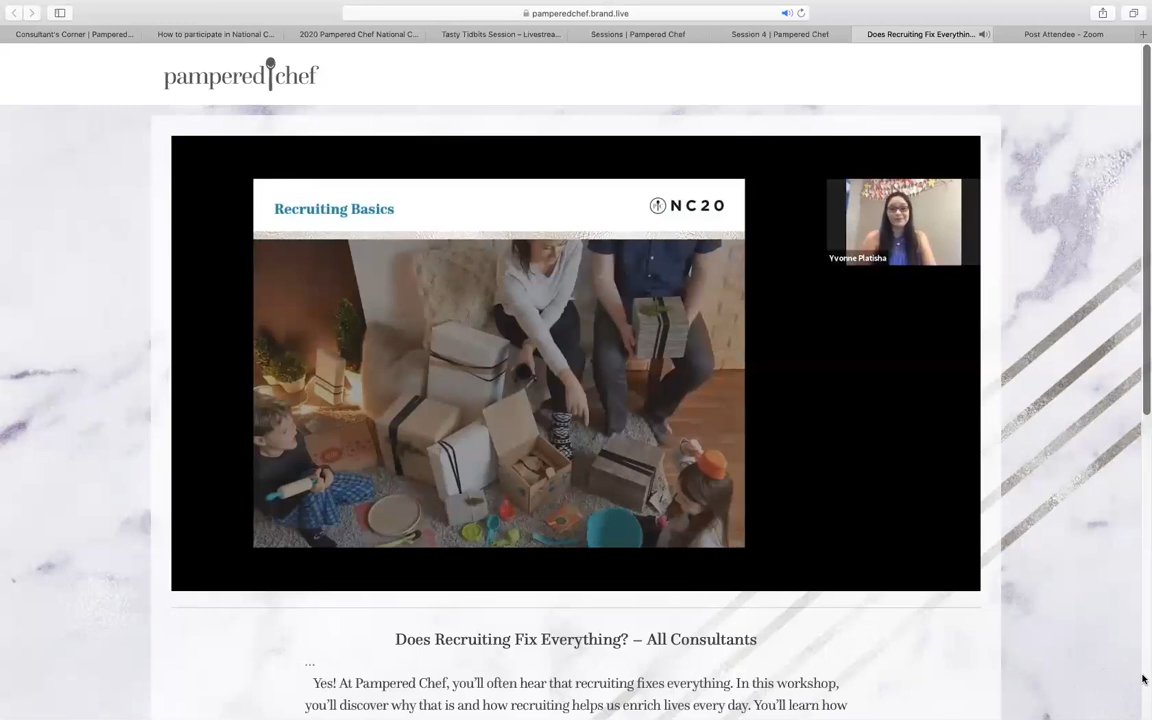 pamperedchef.brand.live
Consultant's Corner | Pampered...
How to participate in National C...
2020 Pampered Chef National C...
Tasty Tidbits Session – Livestrea...
Sessions | Pampered Chef
Session 4 | Pampered Chef
Does Recruiting Fix Everythin...
Post Attendee - Zoom
pampered chef
Recruiting Basics
NC20
Yvonne Platisha
Does Recruiting Fix Everything? – All Consultants
...
Yes! At Pampered Chef, you'll often hear that recruiting fixes everything. In this workshop,
you'll discover why that is and how recruiting helps us enrich lives every day. You'll learn how